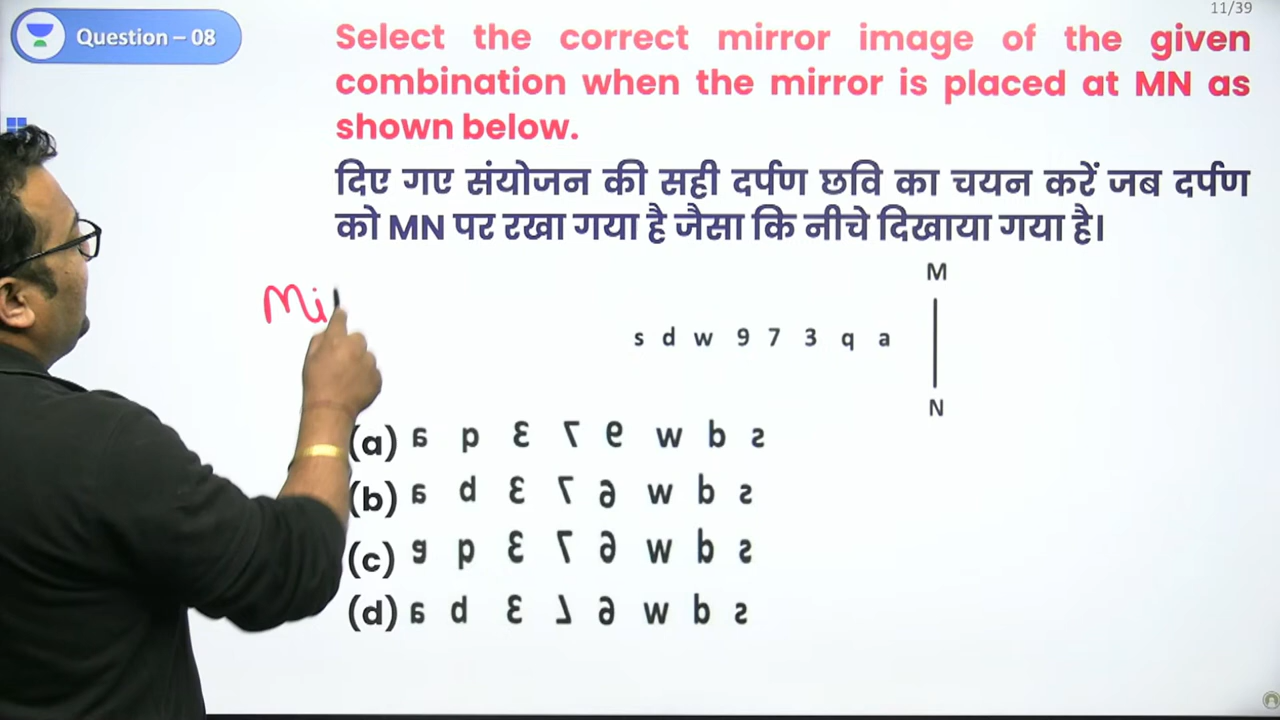 11/39
Question – 08
Select the correct mirror image of the given
combination when the mirror is placed at MN as
shown below.
दिए गए संयोजन की सही दर्पण छवि का चयन करें जब दर्पण
को MN पर रखा गया है जैसा कि नीचे दिखाया गया है।
Mi
M
s d w 9 7 3 q a
N
(a)
(b)
(c)
(d)